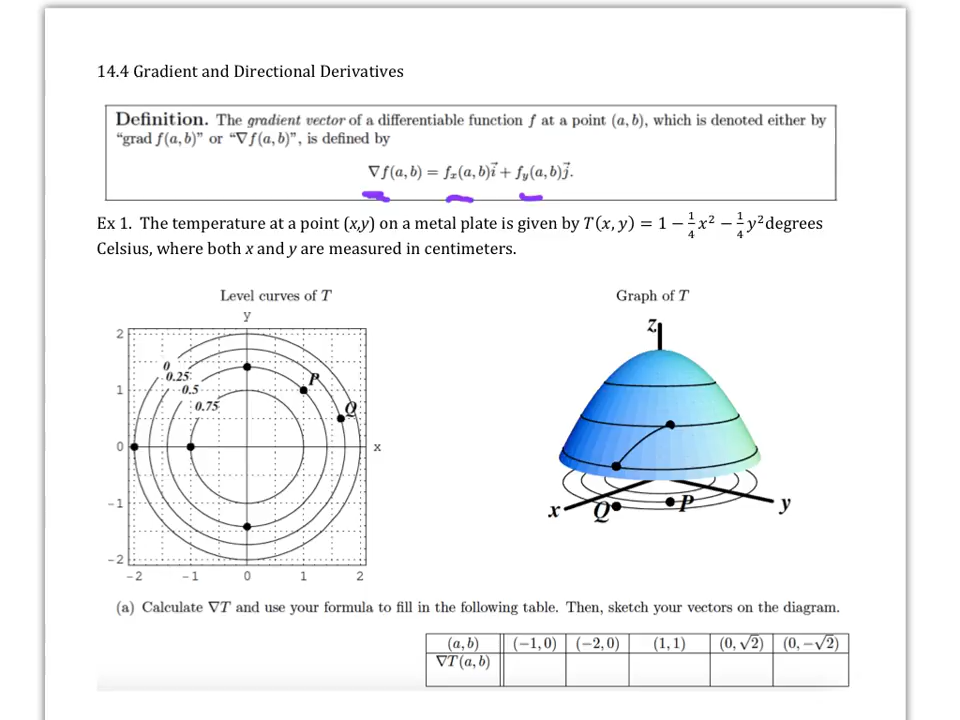 14.4 Gradient and Directional Derivatives
Definition. The gradient vector of a differentiable function f at a point (a, b), which is denoted either by
“grad f(a, b)” or “∇f(a, b)”, is defined by
∇f(a, b) = fₓ(a, b)i⃗ + f_y(a, b)j⃗.
Ex 1. The temperature at a point (x,y) on a metal plate is given by T(x, y) = 1 − ¼x² − ¼y² degrees
Celsius, where both x and y are measured in centimeters.
Level curves of T
y
2
1
0
-1
-2
0
0.25
0.5
0.75
P
Q
x
-2 -1 0 1 2
Graph of T
z
x
Q
P
y
(a) Calculate ∇T and use your formula to fill in the following table. Then, sketch your vectors on the diagram.
(a, b) (−1, 0) (−2, 0) (1, 1) (0, √2) (0, −√2)
∇T(a, b)